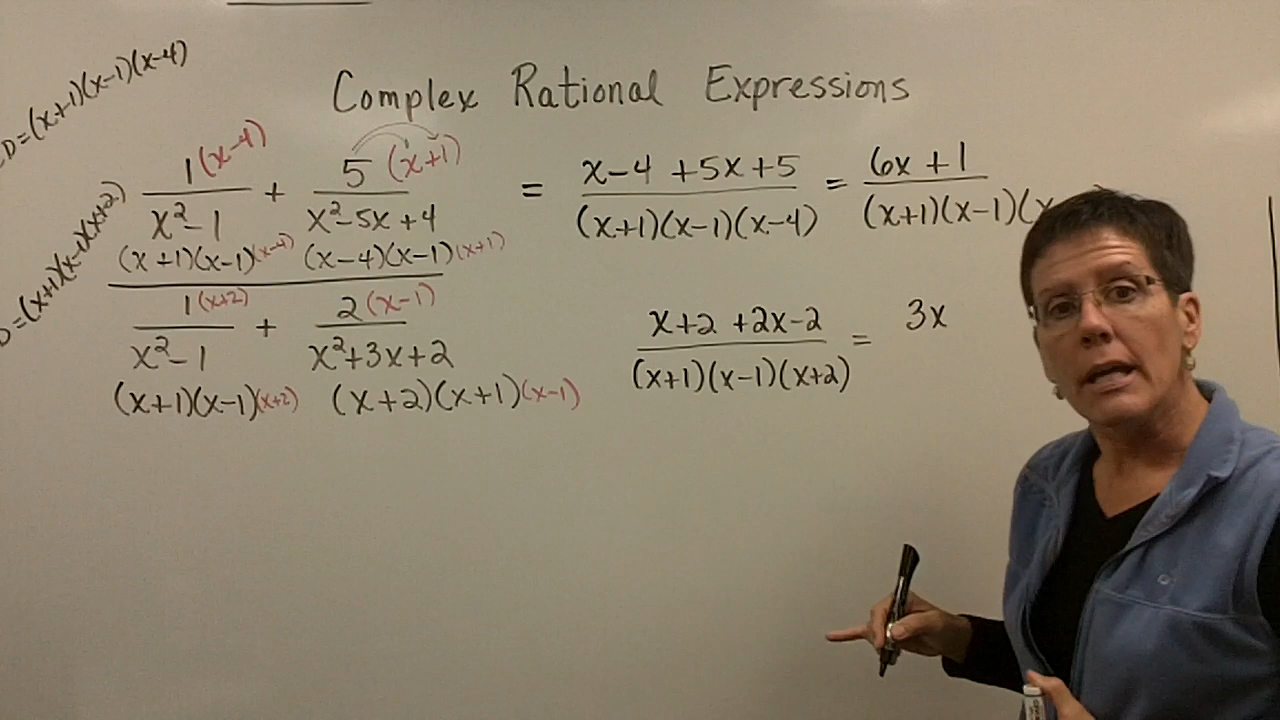 Complex Rational Expressions
D=(x+1)(x-1)(x-4)
D=(x+1)(x-1)(x+2)
1(x-4) / x²-1 + 5(x+1) / x²-5x+4 = x-4 +5x+5 / (x+1)(x-1)(x-4) = 6x+1 / (x+1)(x-1)(x
(x+1)(x-1)(x-4) (x-4)(x-1)(x+1)
1(x+2) / x²-1 + 2(x-1) / x²+3x+2
x+2 +2x-2 / (x+1)(x-1)(x+2) = 3x
(x+1)(x-1)(x+2) (x+2)(x+1)(x-1)